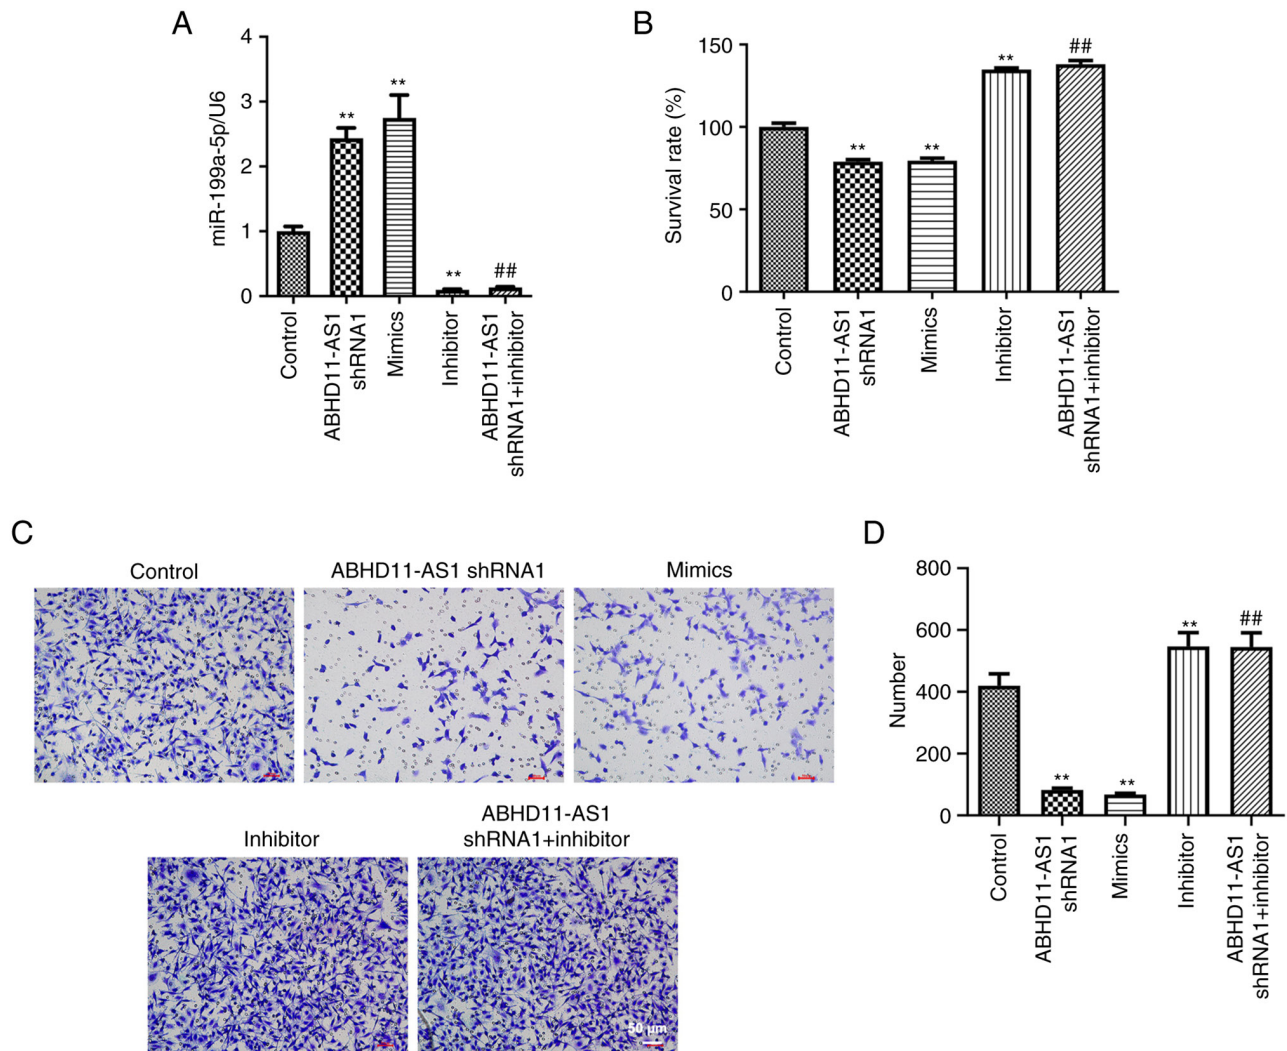 A
miR-199a-5p/U6
4
3
2
1
0
**
**
**
##
Control
ABHD11-AS1
shRNA1
Mimics
Inhibitor
ABHD11-AS1
shRNA1+inhibitor
B
Survival rate (%)
150
100
50
0
**
**
**
##
Control
ABHD11-AS1
shRNA1
Mimics
Inhibitor
ABHD11-AS1
shRNA1+inhibitor
C
Control
ABHD11-AS1 shRNA1
Mimics
Inhibitor
ABHD11-AS1
shRNA1+inhibitor
50 µm
D
Number
800
600
400
200
0
**
**
**
##
Control
ABHD11-AS1
shRNA1
Mimics
Inhibitor
ABHD11-AS1
shRNA1+inhibitor